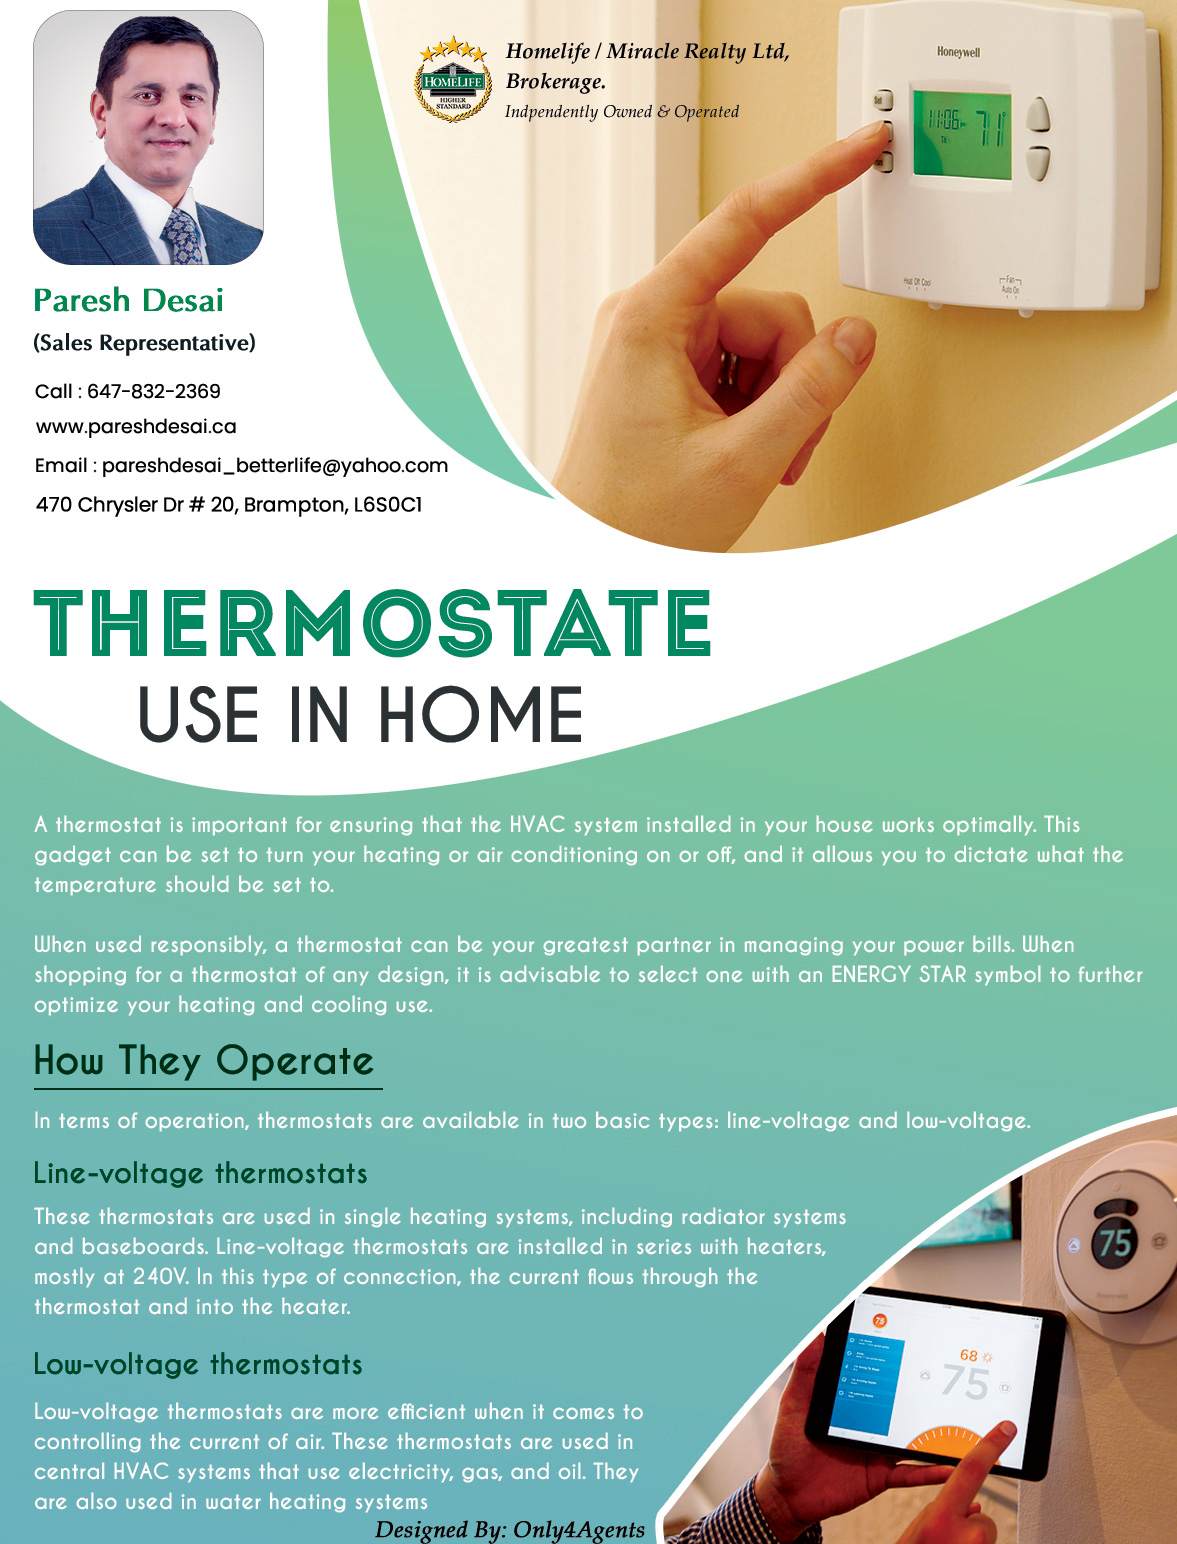 HOMELIFE
HIGHER
STANDARD
Homelife / Miracle Realty Ltd,
Brokerage.
Indpendently Owned & Operated
Honeywell
11:06
71°
Heat Off Cool
Fan
Auto On
Paresh Desai
(Sales Representative)
Call : 647-832-2369
www.pareshdesai.ca
Email : pareshdesai_betterlife@yahoo.com
470 Chrysler Dr # 20, Brampton, L6S0C1
THERMOSTATE
USE IN HOME
A thermostat is important for ensuring that the HVAC system installed in your house works optimally. This
gadget can be set to turn your heating or air conditioning on or off, and it allows you to dictate what the
temperature should be set to.
When used responsibly, a thermostat can be your greatest partner in managing your power bills. When
shopping for a thermostat of any design, it is advisable to select one with an ENERGY STAR symbol to further
optimize your heating and cooling use.
How They Operate
In terms of operation, thermostats are available in two basic types: line-voltage and low-voltage.
Line-voltage thermostats
These thermostats are used in single heating systems, including radiator systems
and baseboards. Line-voltage thermostats are installed in series with heaters,
mostly at 240V. In this type of connection, the current flows through the
thermostat and into the heater.
Low-voltage thermostats
Low-voltage thermostats are more efficient when it comes to
controlling the current of air. These thermostats are used in
central HVAC systems that use electricity, gas, and oil. They
are also used in water heating systems
Designed By: Only4Agents
75
Honeywell
75
68
75